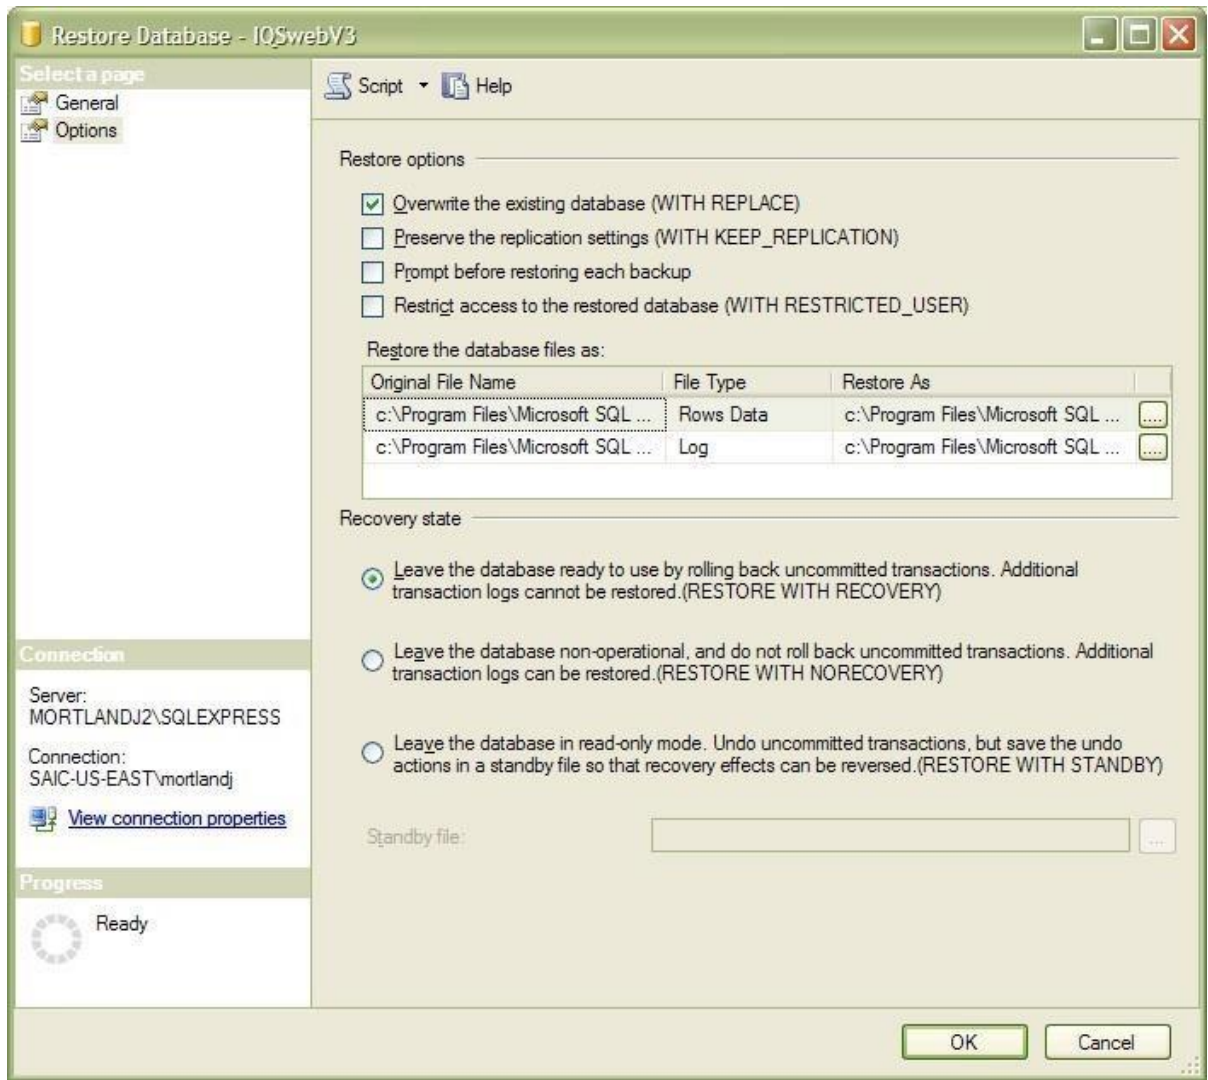 Restore Database - IQSwebV3
Select a page
General
Options
Script
Help
Restore options
Overwrite the existing database (WITH REPLACE)
Preserve the replication settings (WITH KEEP_REPLICATION)
Prompt before restoring each backup
Restrict access to the restored database (WITH RESTRICTED_USER)
Restore the database files as:
Original File Name File Type Restore As
c:\Program Files\Microsoft SQL ... Rows Data c:\Program Files\Microsoft SQL ... ....
c:\Program Files\Microsoft SQL ... Log c:\Program Files\Microsoft SQL ... ....
Recovery state
Leave the database ready to use by rolling back uncommitted transactions. Additional
transaction logs cannot be restored.(RESTORE WITH RECOVERY)
Leave the database non-operational, and do not roll back uncommitted transactions. Additional
transaction logs can be restored.(RESTORE WITH NORECOVERY)
Leave the database in read-only mode. Undo uncommitted transactions, but save the undo
actions in a standby file so that recovery effects can be reversed.(RESTORE WITH STANDBY)
Standby file: ...
Connection
Server:
MORTLANDJ2\SQLEXPRESS
Connection:
SAIC-US-EAST\mortlandj
View connection properties
Progress
Ready
OK
Cancel